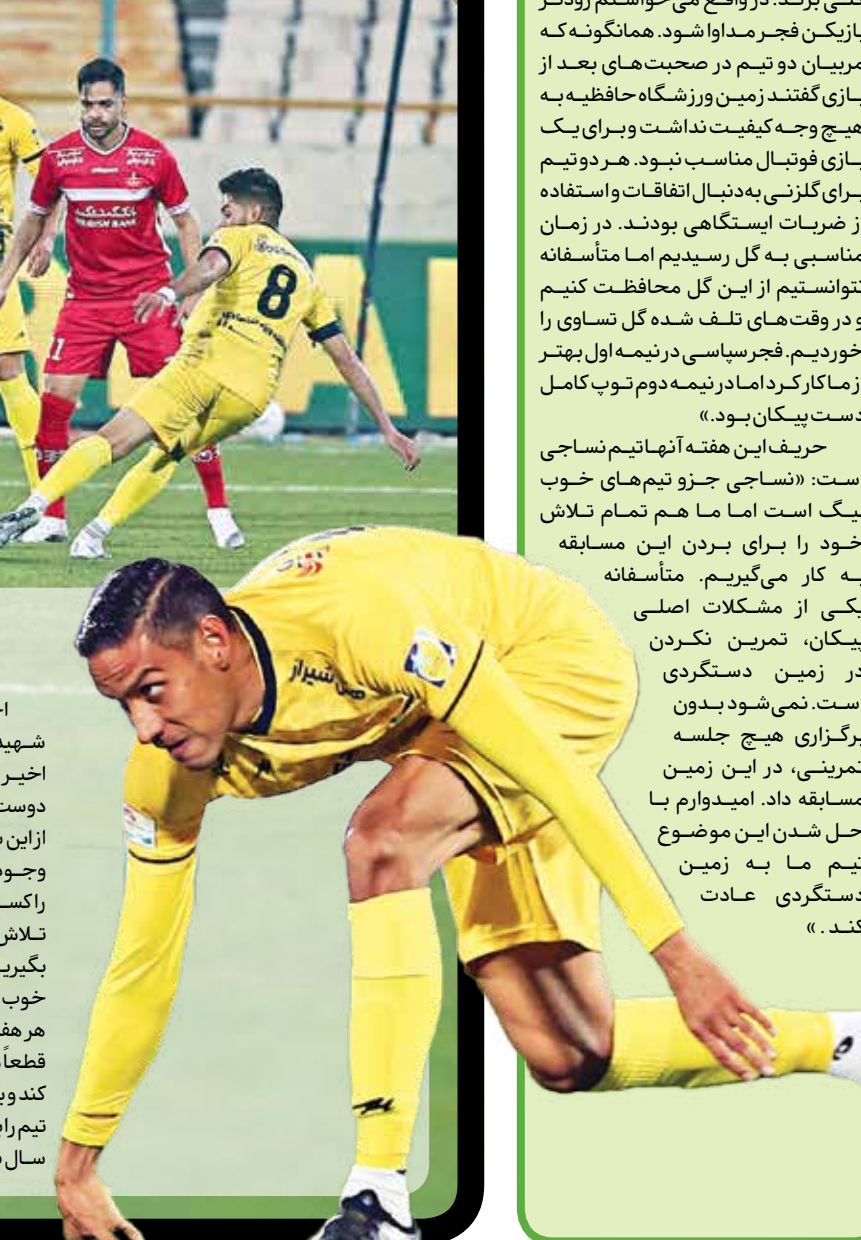 بازیکن فجر مداوا شود. همانگونه که
مربیان دو تیم در صحبت‌های بعد از
بازی گفتند زمین ورزشگاه حافظیه به
هیچ وجه کیفیت نداشت و برای یک
بازی فوتبال مناسب نبود. هر دو تیم
برای گلزنی به‌دنبال اتفاقات و استفاده
از ضربات ایستگاهی بودند. در زمان
مناسبی به گل رسیدیم اما متأسفانه
نتوانستیم از این گل محافظت کنیم
و در وقت‌های تلف شده گل تساوی را
خوردیم. فجرسپاسی در نیمه اول بهتر
از ما کار کرد اما در نیمه دوم توپ کامل
دست پیکان بود.»
حریف این هفته آنها تیم نساجی
است: «نساجی جزو تیم‌های خوب
لیگ است اما ما هم تمام تلاش
خود را برای بردن این مسابقه
به کار می‌گیریم. متأسفانه
یکی از مشکلات اصلی
پیکان، تمرین نکردن
در زمین دستگردی
است. نمی‌شود بدون
برگزاری هیچ جلسه
تمرینی، در این زمین
مسابقه داد. امیدوارم با
حل شدن این موضوع
تیم ما به زمین
دستگردی عادت
کند.»
8
شیراز
شهید
اخیر
دوست
از این
وجود
را کسـ
تلاش
بگیریـ
خوب
هر هفـ
قطعاً
کند و بـ
تیم را
سال